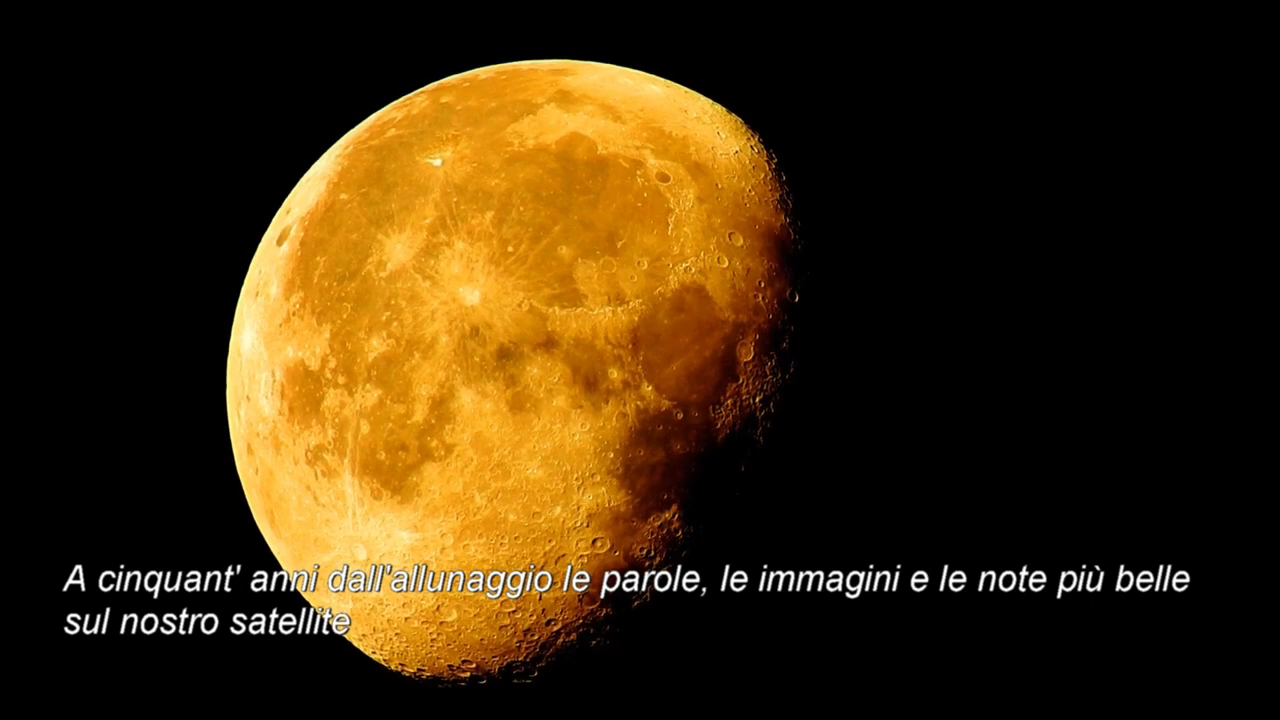 A cinquant' anni dall'allunaggio le parole, le immagini e le note più belle
sul nostro satellite